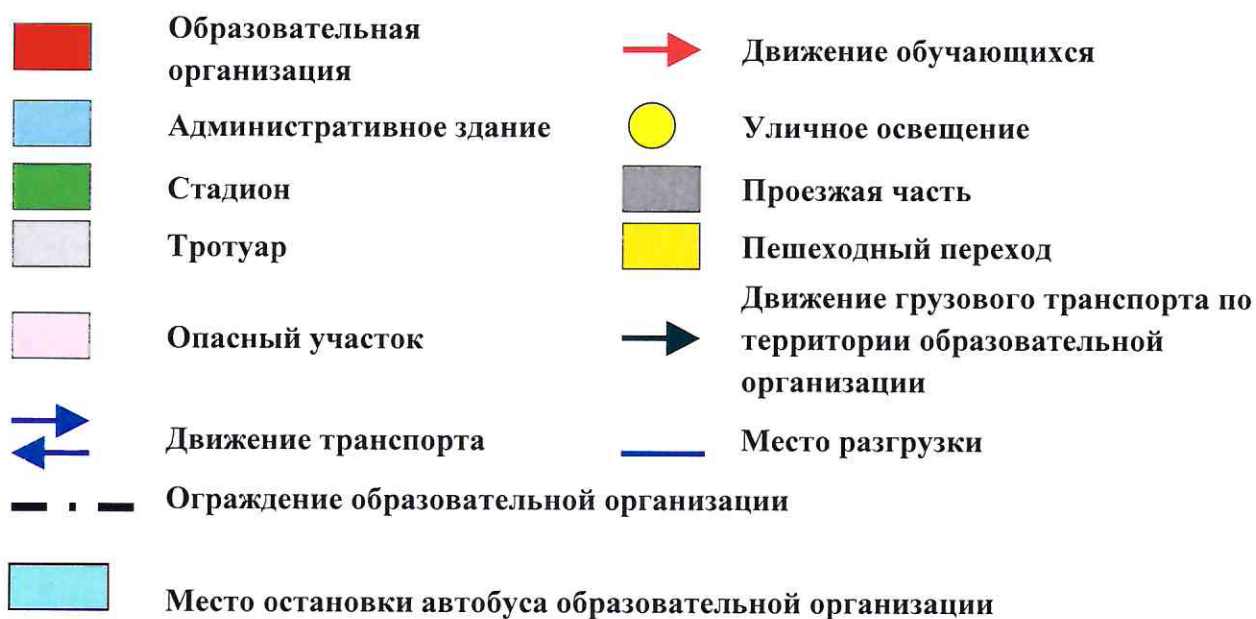 Образовательная
организация
Движение обучающихся
Административное здание
Уличное освещение
Стадион
Проезжая часть
Тротуар
Пешеходный переход
Опасный участок
Движение грузового транспорта по
территории образовательной
организации
Движение транспорта
Место разгрузки
Ограждение образовательной организации
Место остановки автобуса образовательной организации